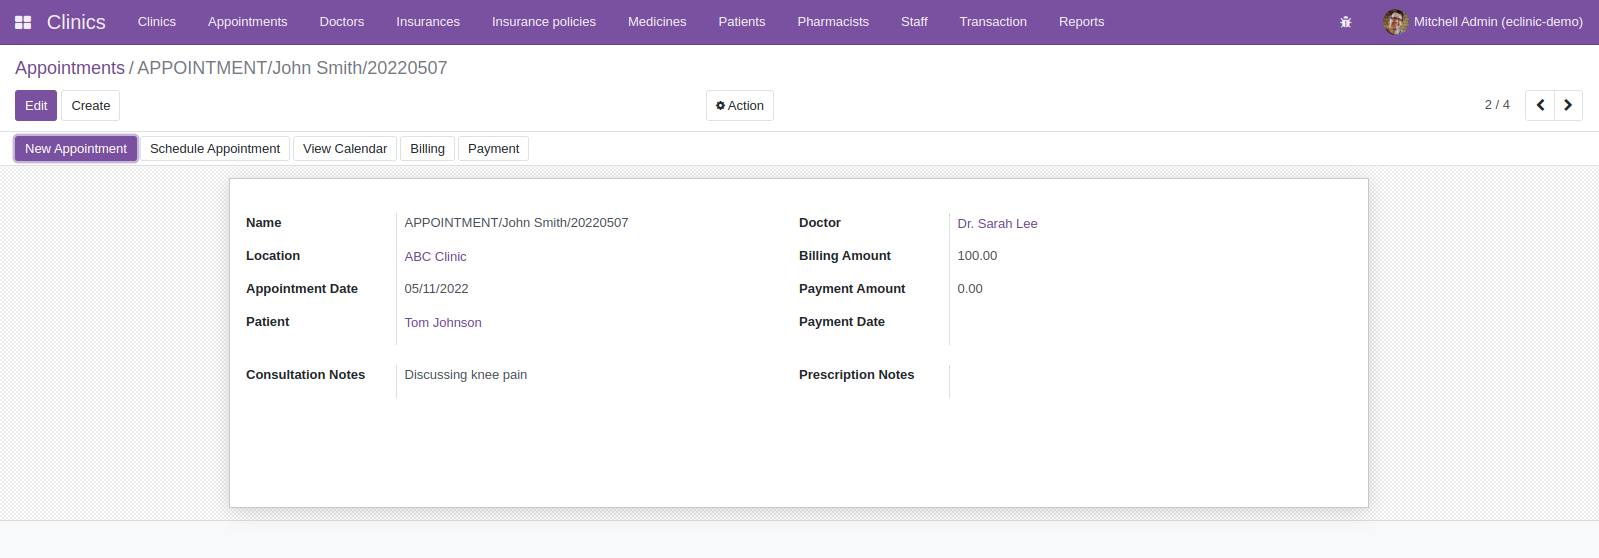 Clinics Clinics Appointments Doctors Insurances Insurance policies Medicines Patients Pharmacists Staff Transaction Reports Mitchell Admin (eclinic-demo)
Appointments / APPOINTMENT/John Smith/20220507
Edit Create Action 2 / 4
New Appointment Schedule Appointment View Calendar Billing Payment
Name APPOINTMENT/John Smith/20220507 Doctor Dr. Sarah Lee
Location ABC Clinic Billing Amount 100.00
Appointment Date 05/11/2022 Payment Amount 0.00
Patient Tom Johnson Payment Date
Consultation Notes Discussing knee pain Prescription Notes